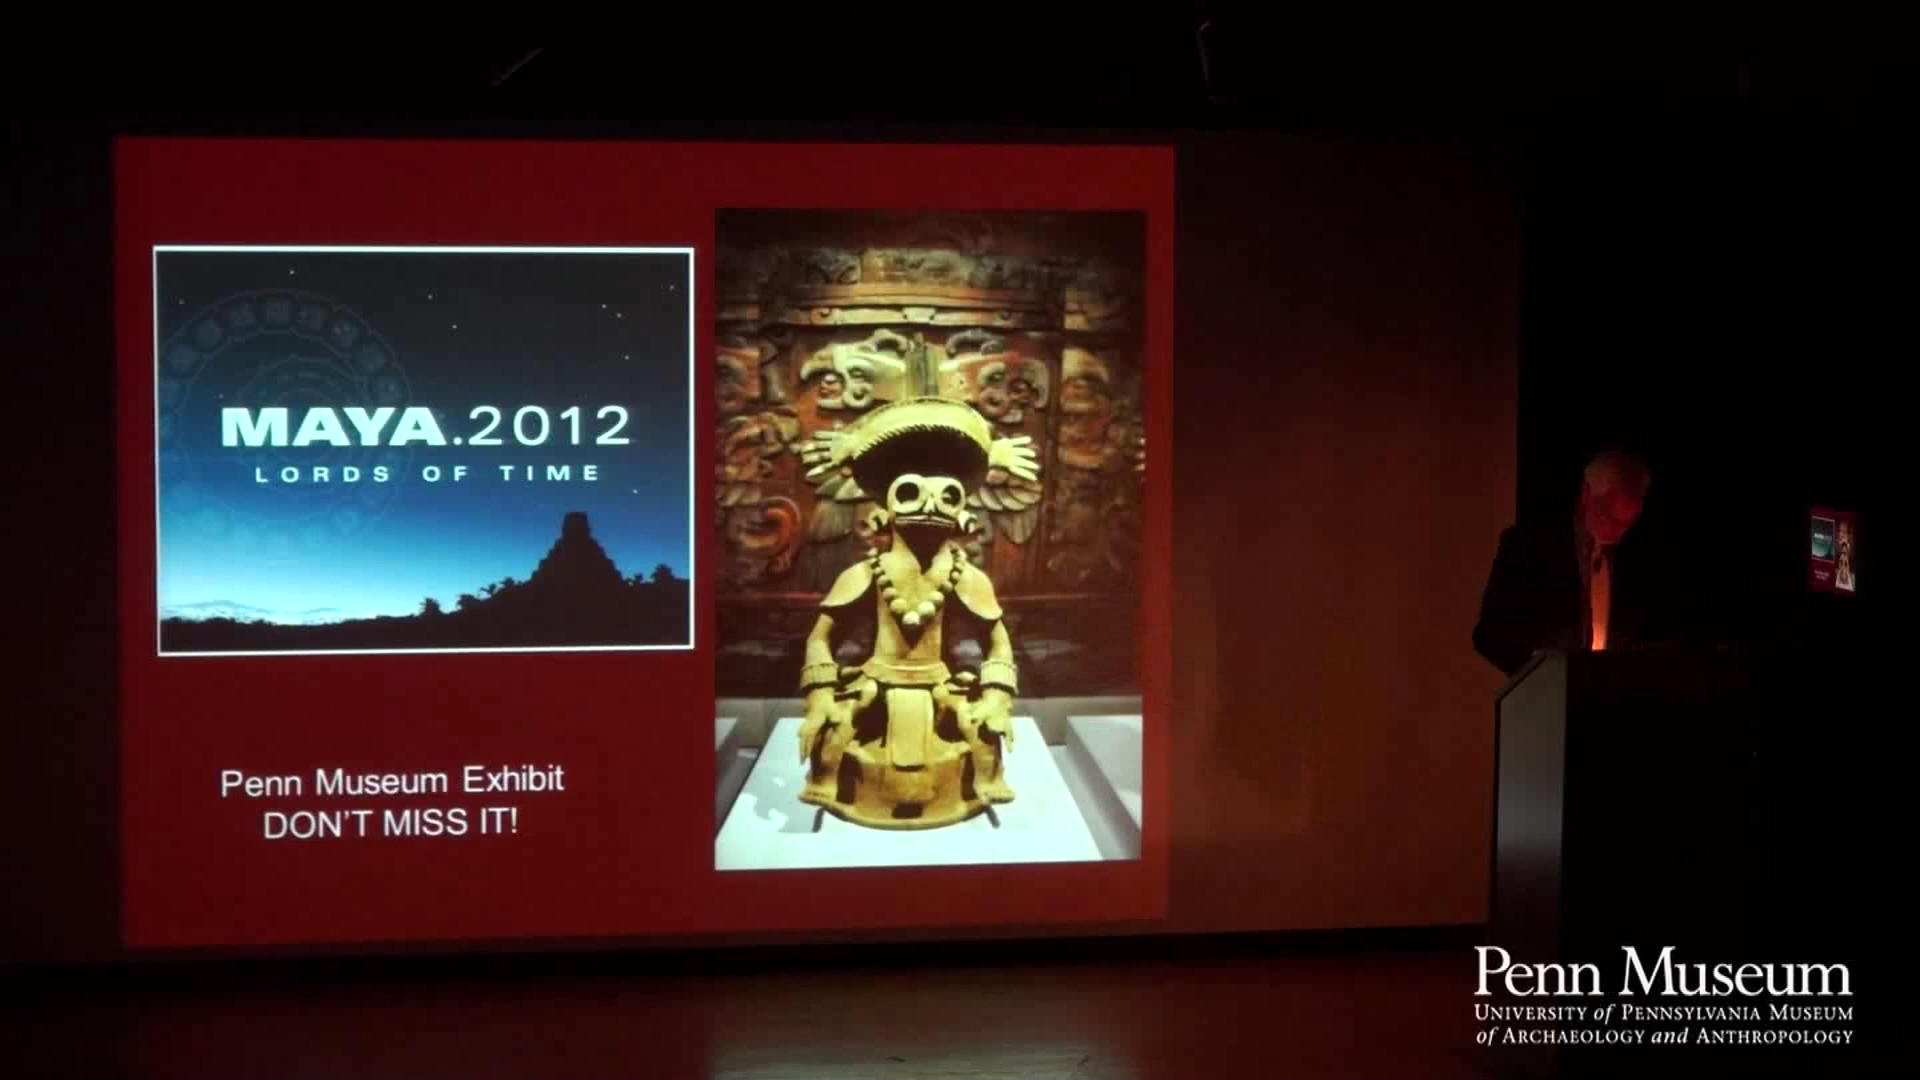 MAYA.2012
LORDS OF TIME
Penn Museum Exhibit
DON'T MISS IT!
Penn Museum
UNIVERSITY of PENNSYLVANIA MUSEUM
of ARCHAEOLOGY and ANTHROPOLOGY